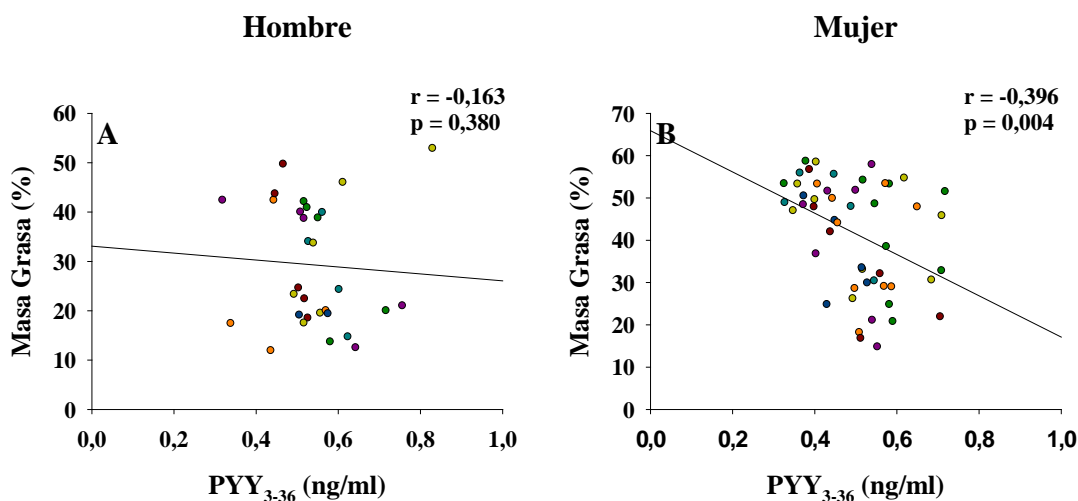 Hombre
r = -0,163
p = 0,380
A
Masa Grasa (%)
60
50
40
30
20
10
0
0,0 0,2 0,4 0,6 0,8 1,0
PYY3-36 (ng/ml)
Mujer
r = -0,396
p = 0,004
B
Masa Grasa (%)
70
60
50
40
30
20
10
0
0,0 0,2 0,4 0,6 0,8 1,0
PYY3-36 (ng/ml)